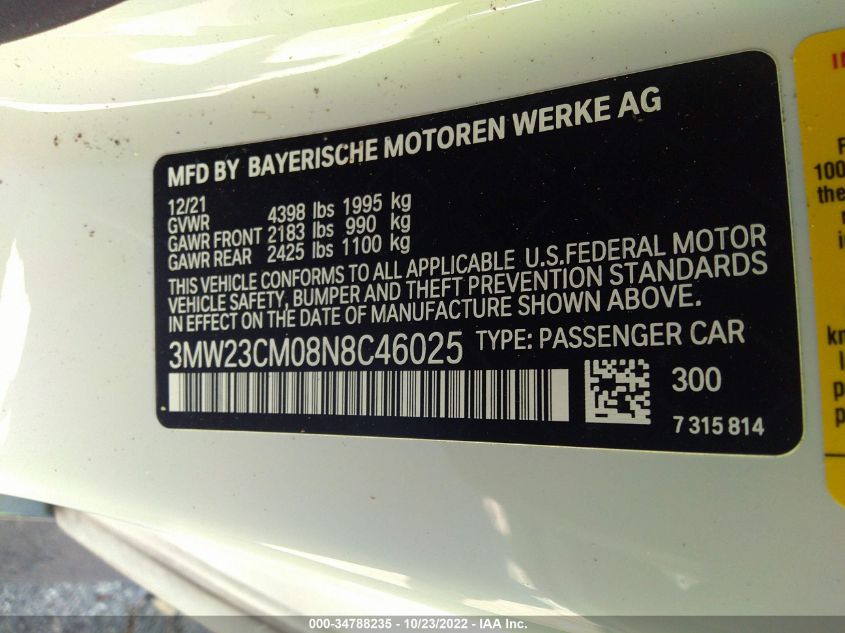 MFD BY BAYERISCHE MOTOREN WERKE AG
12/21
GVWR 4398 lbs 1995 kg
GAWR FRONT 2183 lbs 990 kg
GAWR REAR 2425 lbs 1100 kg
THIS VEHICLE CONFORMS TO ALL APPLICABLE U.S.FEDERAL MOTOR
VEHICLE SAFETY, BUMPER AND THEFT PREVENTION STANDARDS
IN EFFECT ON THE DATE OF MANUFACTURE SHOWN ABOVE.
3MW23CM08N8C46025 TYPE: PASSENGER CAR
300
7 315 814
100
the
km
000-34788235 - 10/23/2022 - IAA Inc.